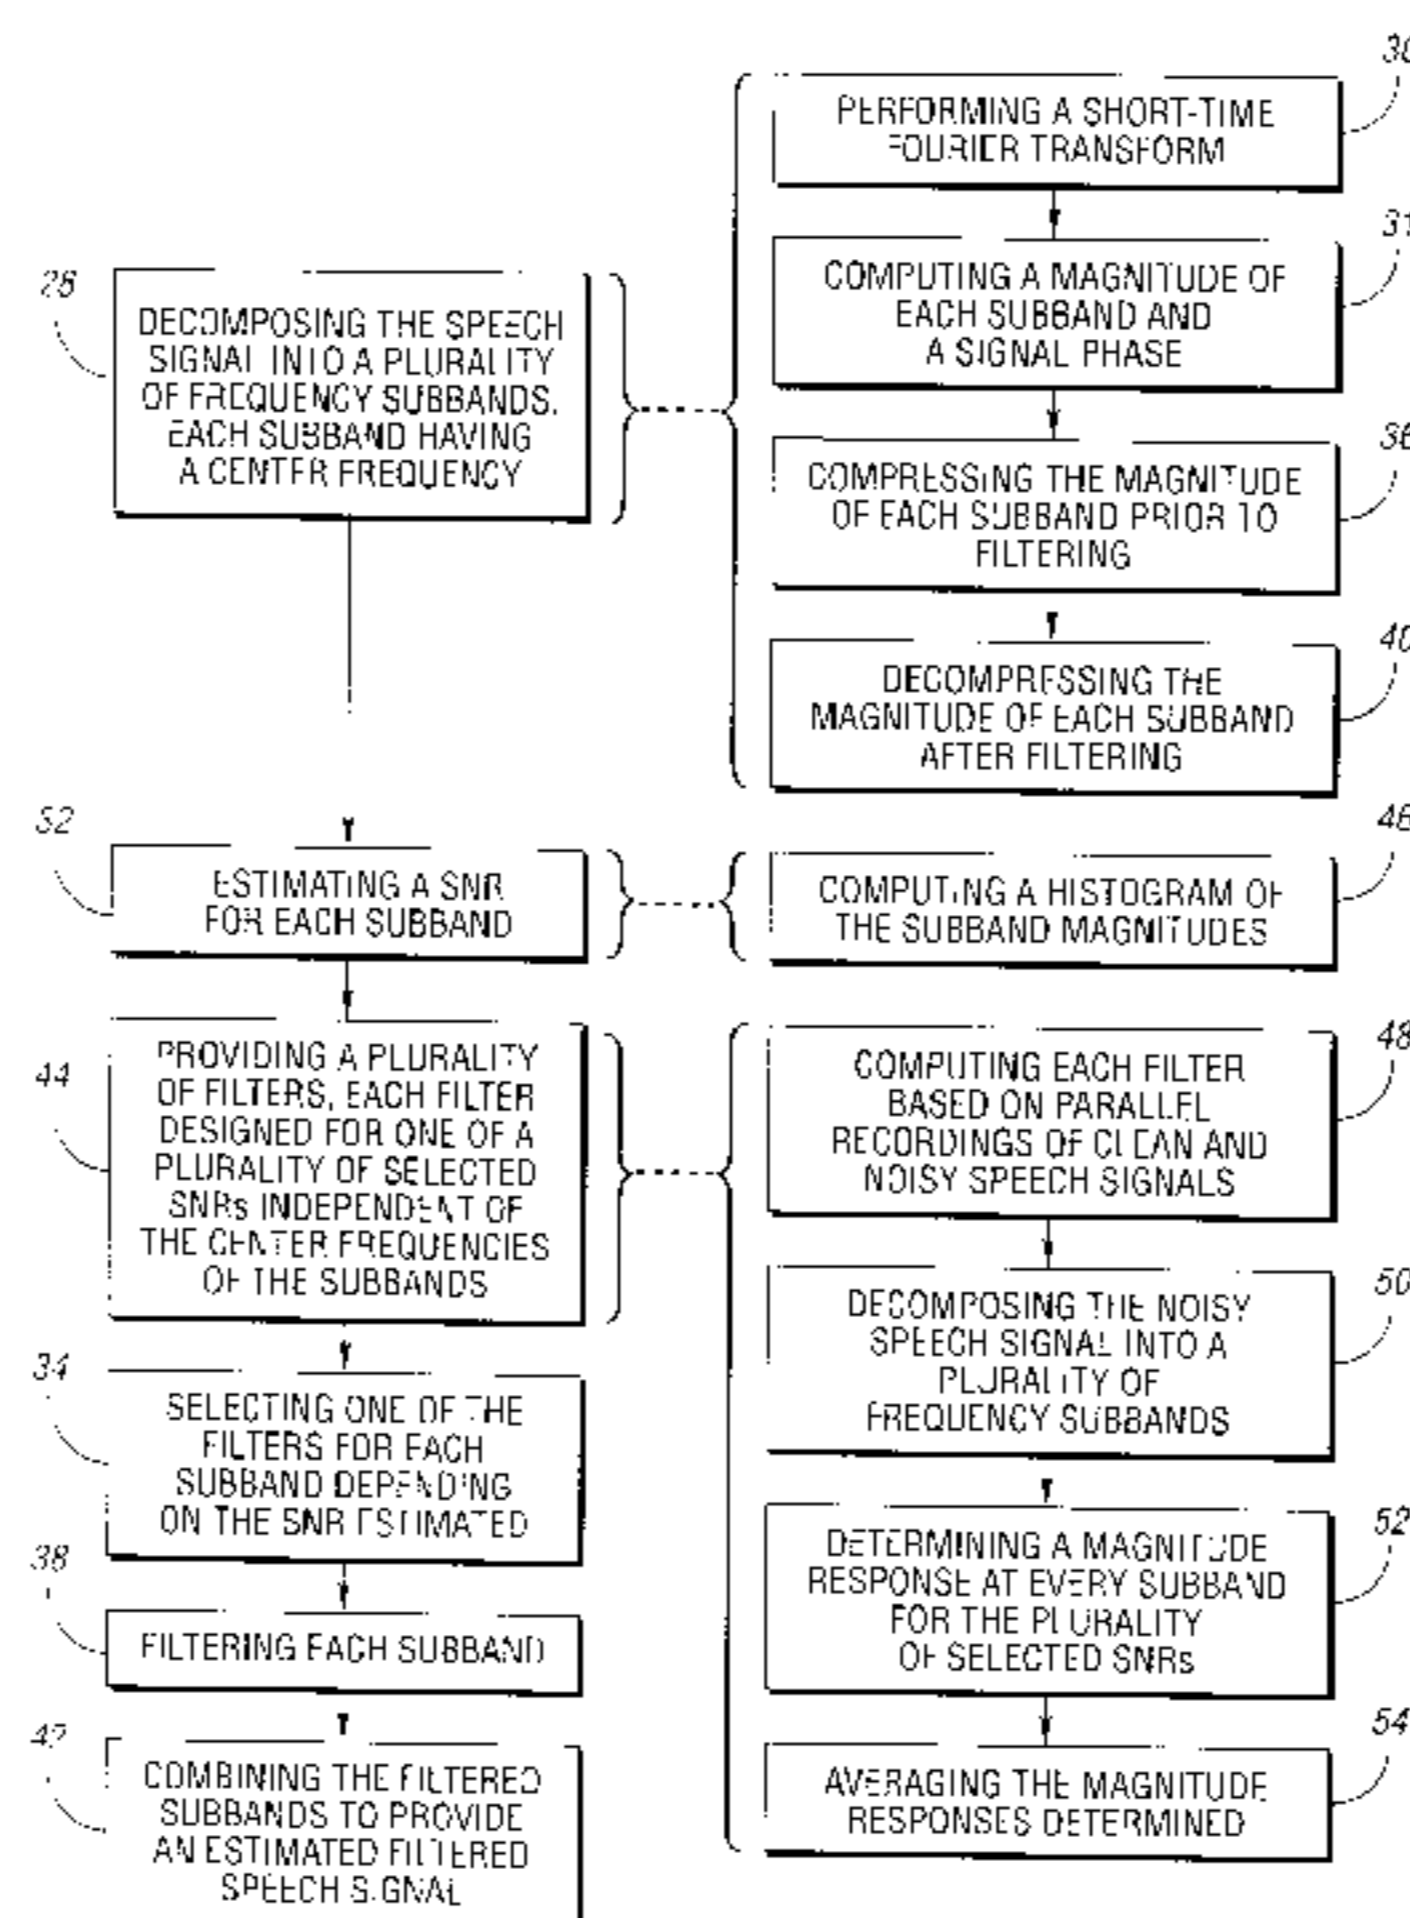 28
DECOMPOSING THE SPEECH
SIGNAL INTO A PLURALITY
OF FREQUENCY SUBBANDS,
EACH SUBBAND HAVING
A CENTER FREQUENCY
30
PERFORMING A SHORT-TIME
FOURIER TRANSFORM
31
COMPUTING A MAGNITUDE OF
EACH SUBBAND AND
A SIGNAL PHASE
36
COMPRESSING THE MAGNITUDE
OF EACH SUBBAND PRIOR TO
FILTERING
40
DECOMPRESSING THE
MAGNITUDE OF EACH SUBBAND
AFTER FILTERING
32
ESTIMATING A SNR
FOR EACH SUBBAND
46
COMPUTING A HISTOGRAM OF
THE SUBBAND MAGNITUDES
44
PROVIDING A PLURALITY
OF FILTERS, EACH FILTER
DESIGNED FOR ONE OF A
PLURALITY OF SELECTED
SNRs INDEPENDENT OF
THE CENTER FREQUENCIES
OF THE SUBBANDS
48
COMPUTING EACH FILTER
BASED ON PARALLEL
RECORDINGS OF CLEAN AND
NOISY SPEECH SIGNALS
50
DECOMPOSING THE NOISY
SPEECH SIGNAL INTO A
PLURALITY OF
FREQUENCY SUBBANDS
52
DETERMINING A MAGNITUDE
RESPONSE AT EVERY SUBBAND
FOR THE PLURALITY
OF SELECTED SNRs
54
AVERAGING THE MAGNITUDE
RESPONSES DETERMINED
34
SELECTING ONE OF THE
FILTERS FOR EACH
SUBBAND DEPENDING
ON THE SNR ESTIMATED
38
FILTERING EACH SUBBAND
42
COMBINING THE FILTERED
SUBBANDS TO PROVIDE
AN ESTIMATED FILTERED
SPEECH SIGNAL